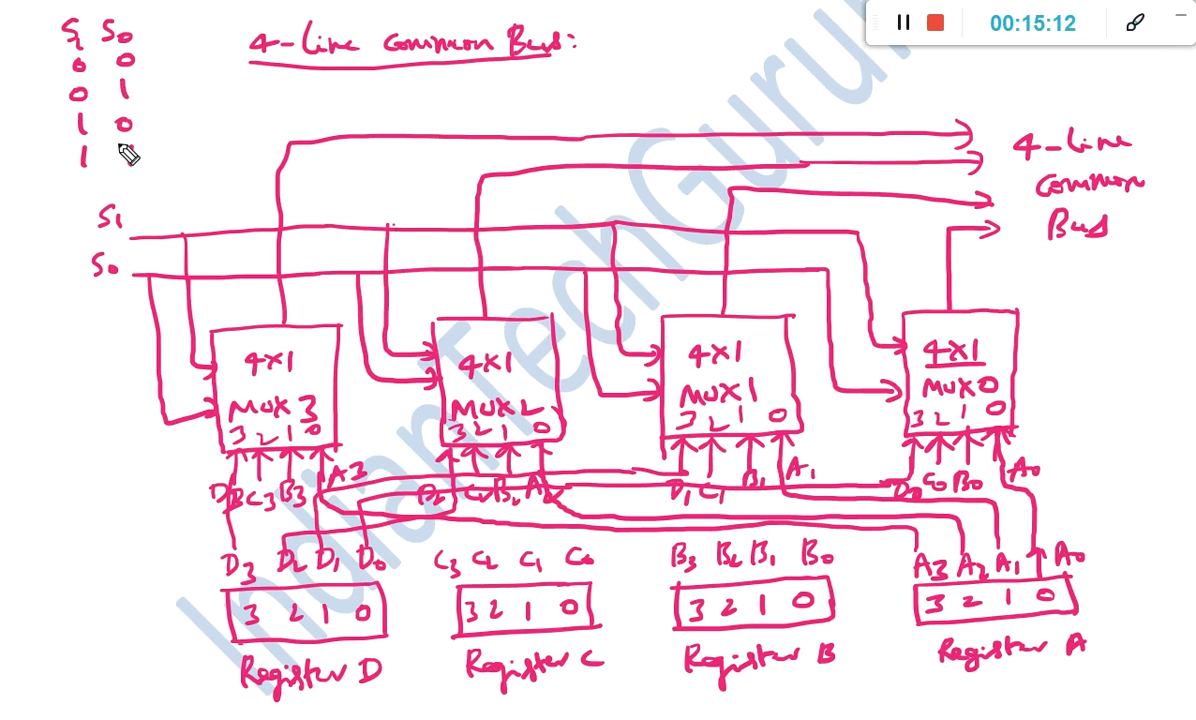 00:15:12
4-Line Common Bus:
S1 S0
0 0
0 1
1 0
1
4-Line
Common
Bus
S1
S0
4X1
MUX 3
3 2 1 0
4X1
MUX 2
3 2 1 0
4X1
MUX 1
3 2 1 0
4X1
MUX 0
3 2 1 0
C3 B3 A3
D2 C2 B2 A2
D1 C1 B1 A1
C0 B0 A0
D3 D2 D1 D0
C3 C2 C1 C0
B3 B2 B1 B0
A3 A2 A1 A0
3 2 1 0
3 2 1 0
3 2 1 0
3 2 1 0
Register D
Register C
Register B
Register A
IndianTechGuru